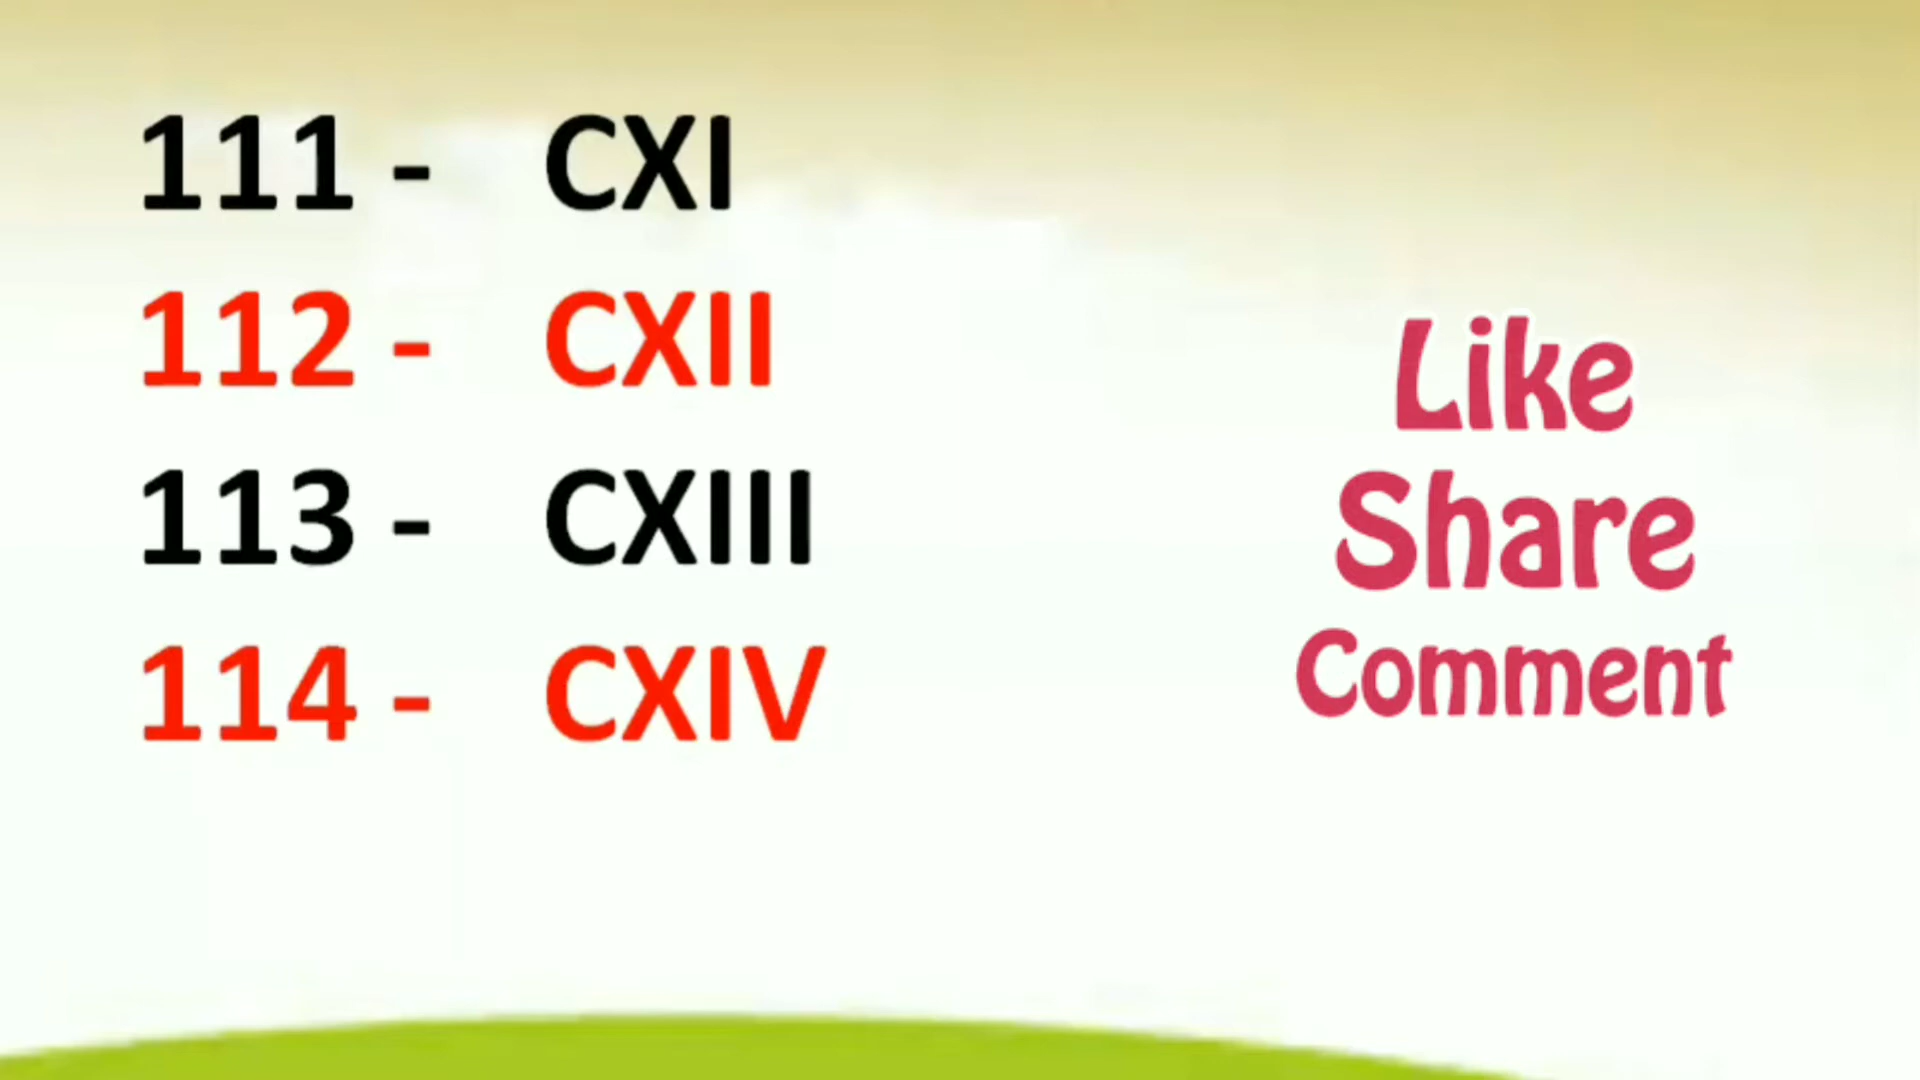 111 - CXI
112 - CXII
113 - CXIII
114 - CXIV
Like
Share
Comment